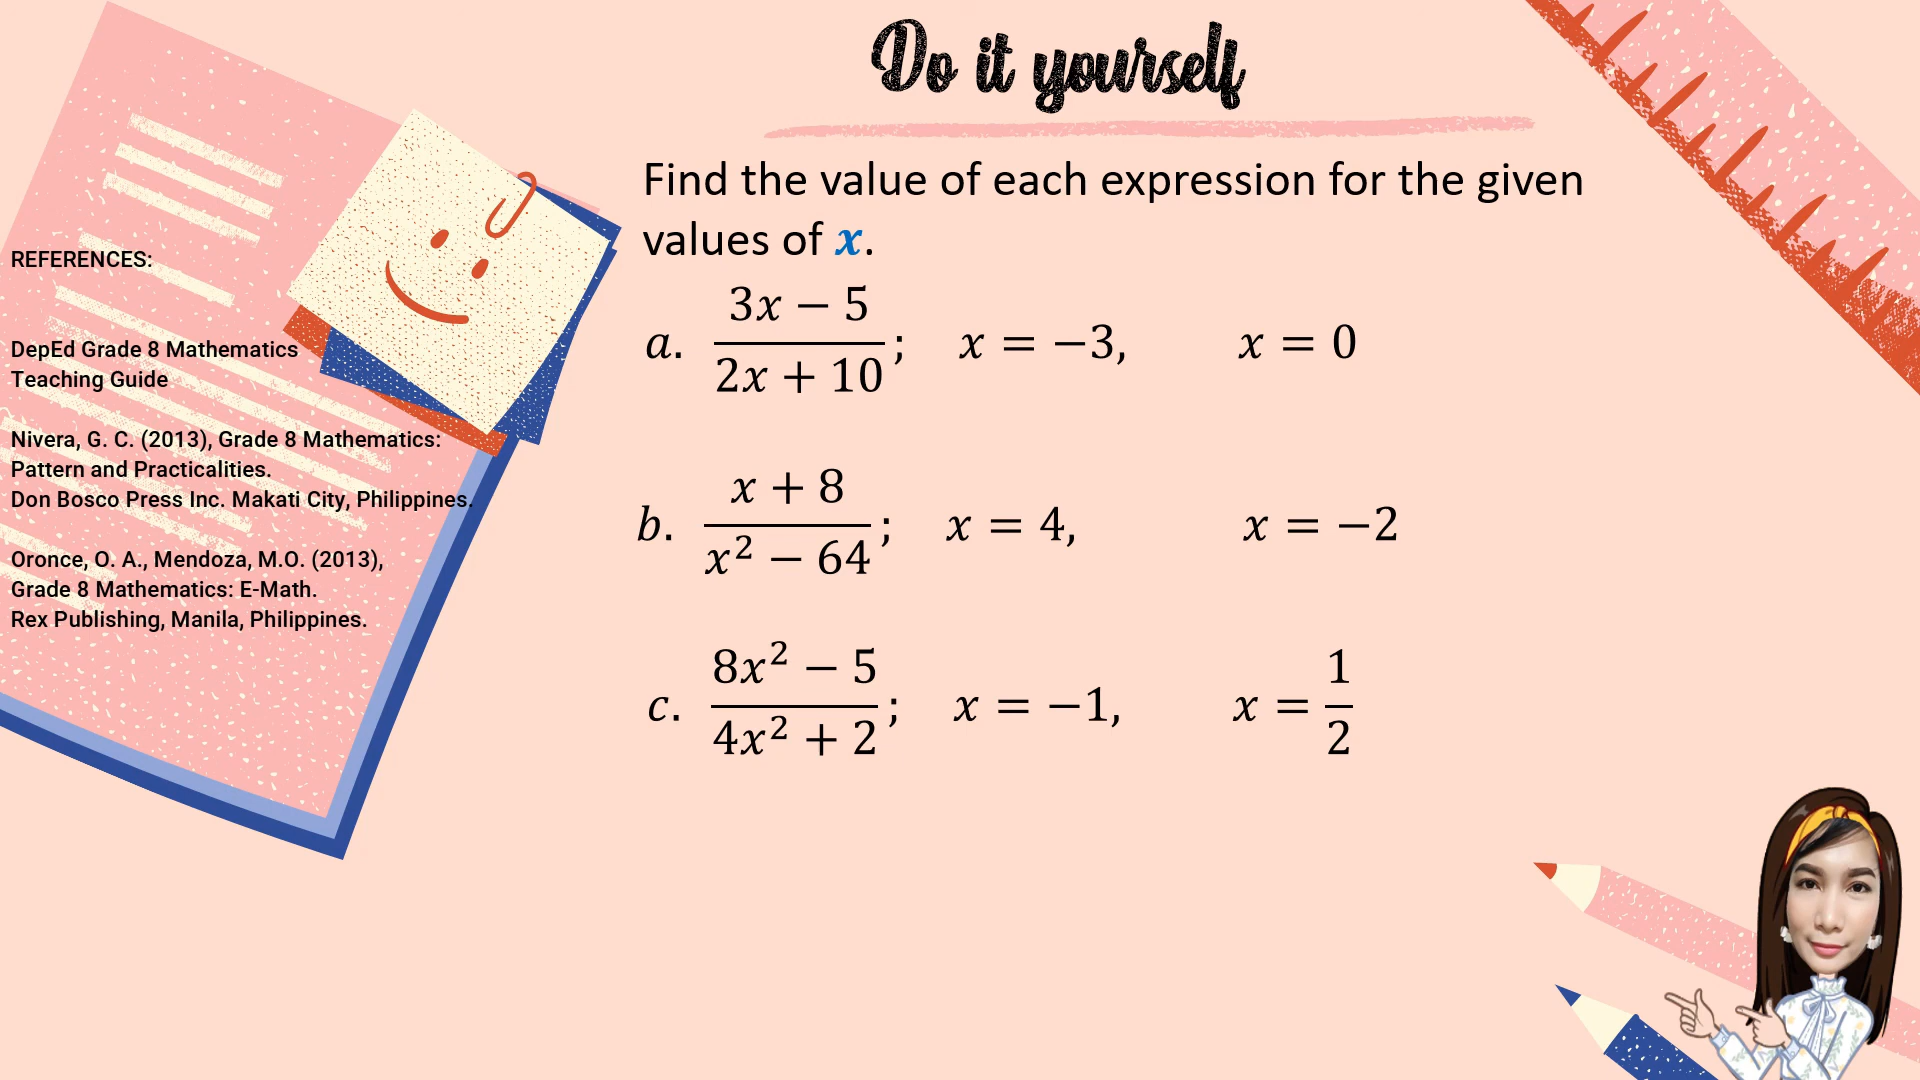 Do it yourself
Find the value of each expression for the given
values of x.
a. (3x − 5)/(2x + 10); x = −3, x = 0
b. (x + 8)/(x² − 64); x = 4, x = −2
c. (8x² − 5)/(4x² + 2); x = −1, x = 1/2
REFERENCES:
DepEd Grade 8 Mathematics
Teaching Guide
Nivera, G. C. (2013), Grade 8 Mathematics:
Pattern and Practicalities.
Don Bosco Press Inc. Makati City, Philippines.
Oronce, O. A., Mendoza, M.O. (2013),
Grade 8 Mathematics: E-Math.
Rex Publishing, Manila, Philippines.